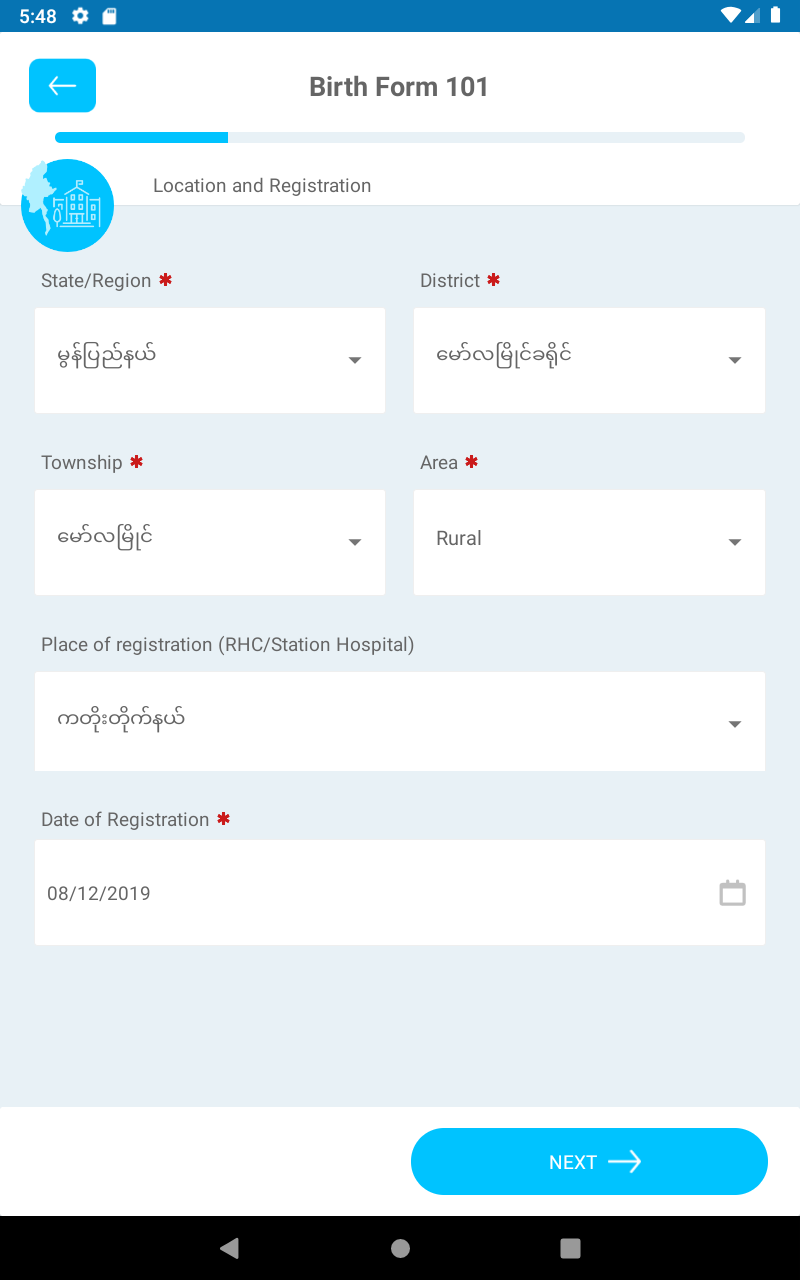 5:48
Birth Form 101
Location and Registration
State/Region *
District *
မွန်ပြည်နယ်
မော်လမြိုင်ခရိုင်
Township *
Area *
မော်လမြိုင်
Rural
Place of registration (RHC/Station Hospital)
ကတိုးတိုက်နယ်
Date of Registration *
08/12/2019
NEXT